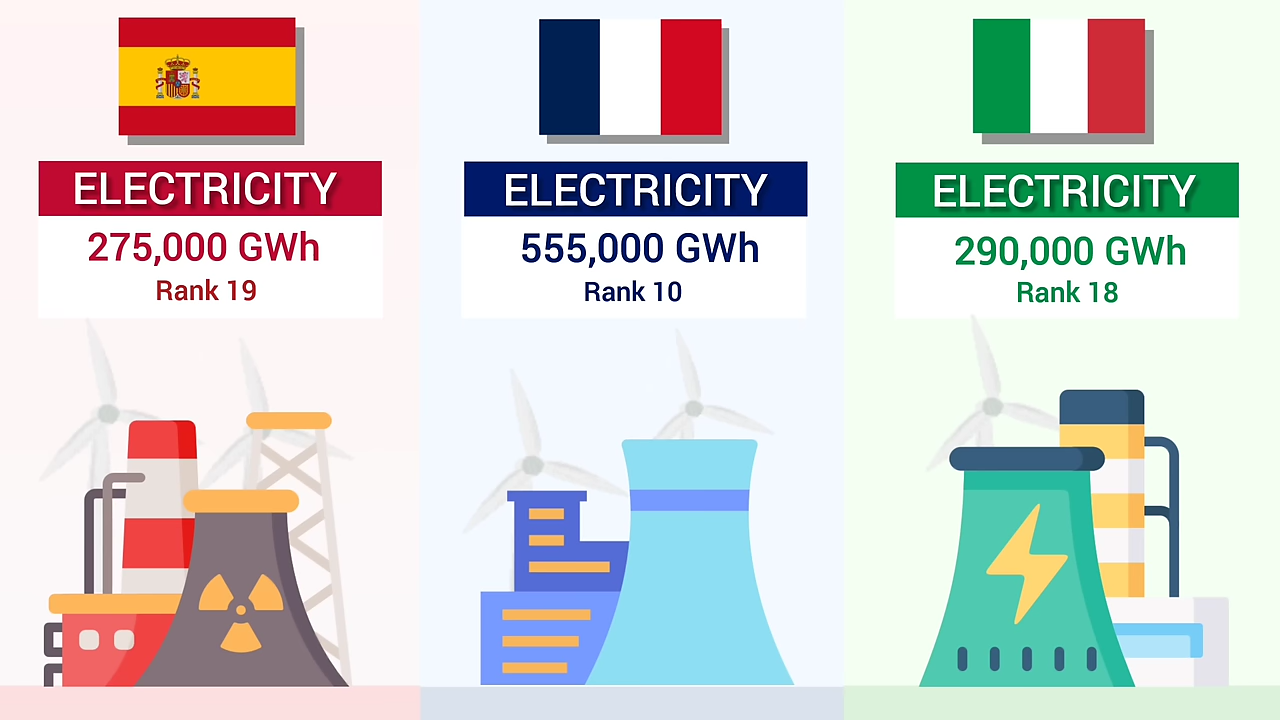 ELECTRICITY
275,000 GWh
Rank 19
ELECTRICITY
555,000 GWh
Rank 10
ELECTRICITY
290,000 GWh
Rank 18